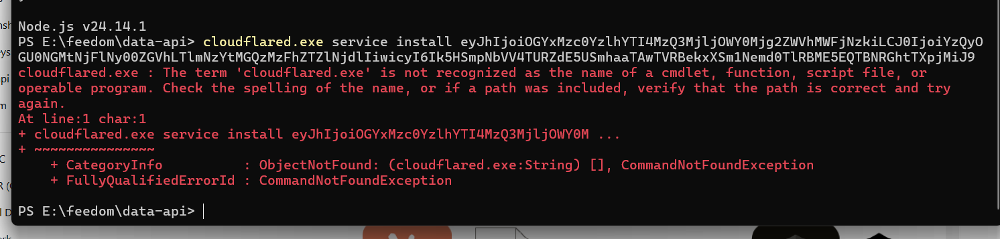 Node.js v24.14.1
PS E:\feedom\data-api> cloudflared.exe service install eyJhIjoiOGYxMzc0YzlhYTI4MzQ3MjljOWY0Mjg2ZWVhMWFjNzkiLCJ0IjoiYzQyO
GU0NGMtNjFlNy00ZGVhLTlmNzYtMGQzMzFhZTZlNjdlIiwicyI6Ik5HSmpNbVV4TURZdE5USmhaaTAwTVRBekxXSm1Nemd0TlRBME5EQTBNRGhtTXpjMiJ9
cloudflared.exe : The term 'cloudflared.exe' is not recognized as the name of a cmdlet, function, script file, or
operable program. Check the spelling of the name, or if a path was included, verify that the path is correct and try
again.
At line:1 char:1
+ cloudflared.exe service install eyJhIjoiOGYxMzc0YzlhYTI4MzQ3MjljOWY0M ...
+ ~~~~~~~~~~~~~~~
+ CategoryInfo : ObjectNotFound: (cloudflared.exe:String) [], CommandNotFoundException
+ FullyQualifiedErrorId : CommandNotFoundException
PS E:\feedom\data-api>